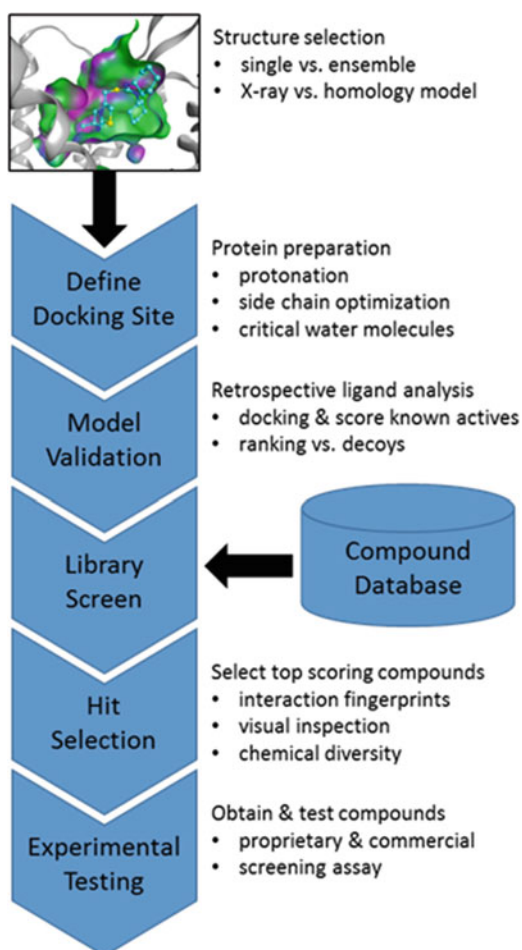 Structure selection
• single vs. ensemble
• X-ray vs. homology model
Define
Docking Site
Protein preparation
• protonation
• side chain optimization
• critical water molecules
Model
Validation
Retrospective ligand analysis
• docking & score known actives
• ranking vs. decoys
Library
Screen
Compound
Database
Hit
Selection
Select top scoring compounds
• interaction fingerprints
• visual inspection
• chemical diversity
Experimental
Testing
Obtain & test compounds
• proprietary & commercial
• screening assay